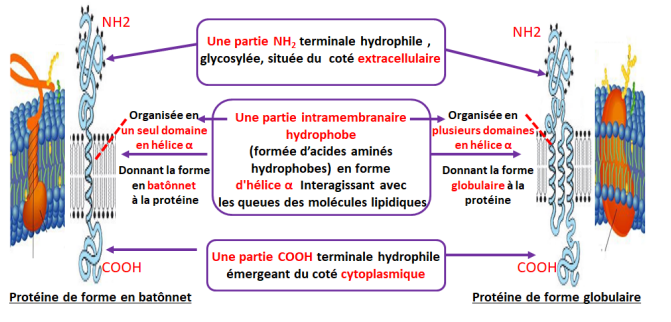 NH2
Une partie NH2 terminale hydrophile ,
glycosylée, située du coté extracellulaire
NH2
Organisée en
un seul domaine
en hélice α
Donnant la forme
en batônnet
à la protéine
Une partie intramembranaire
hydrophobe
(formée d’acides aminés
hydrophobes) en forme
d'hélice α Interagissant avec
les queues des molécules lipidiques
Organisée en
plusieurs domaines
en hélice α
Donnant la forme
globulaire à la
protéine
COOH
Une partie COOH terminale hydrophile
émergeant du coté cytoplasmique
COOH
Protéine de forme en batônnet
Protéine de forme globulaire